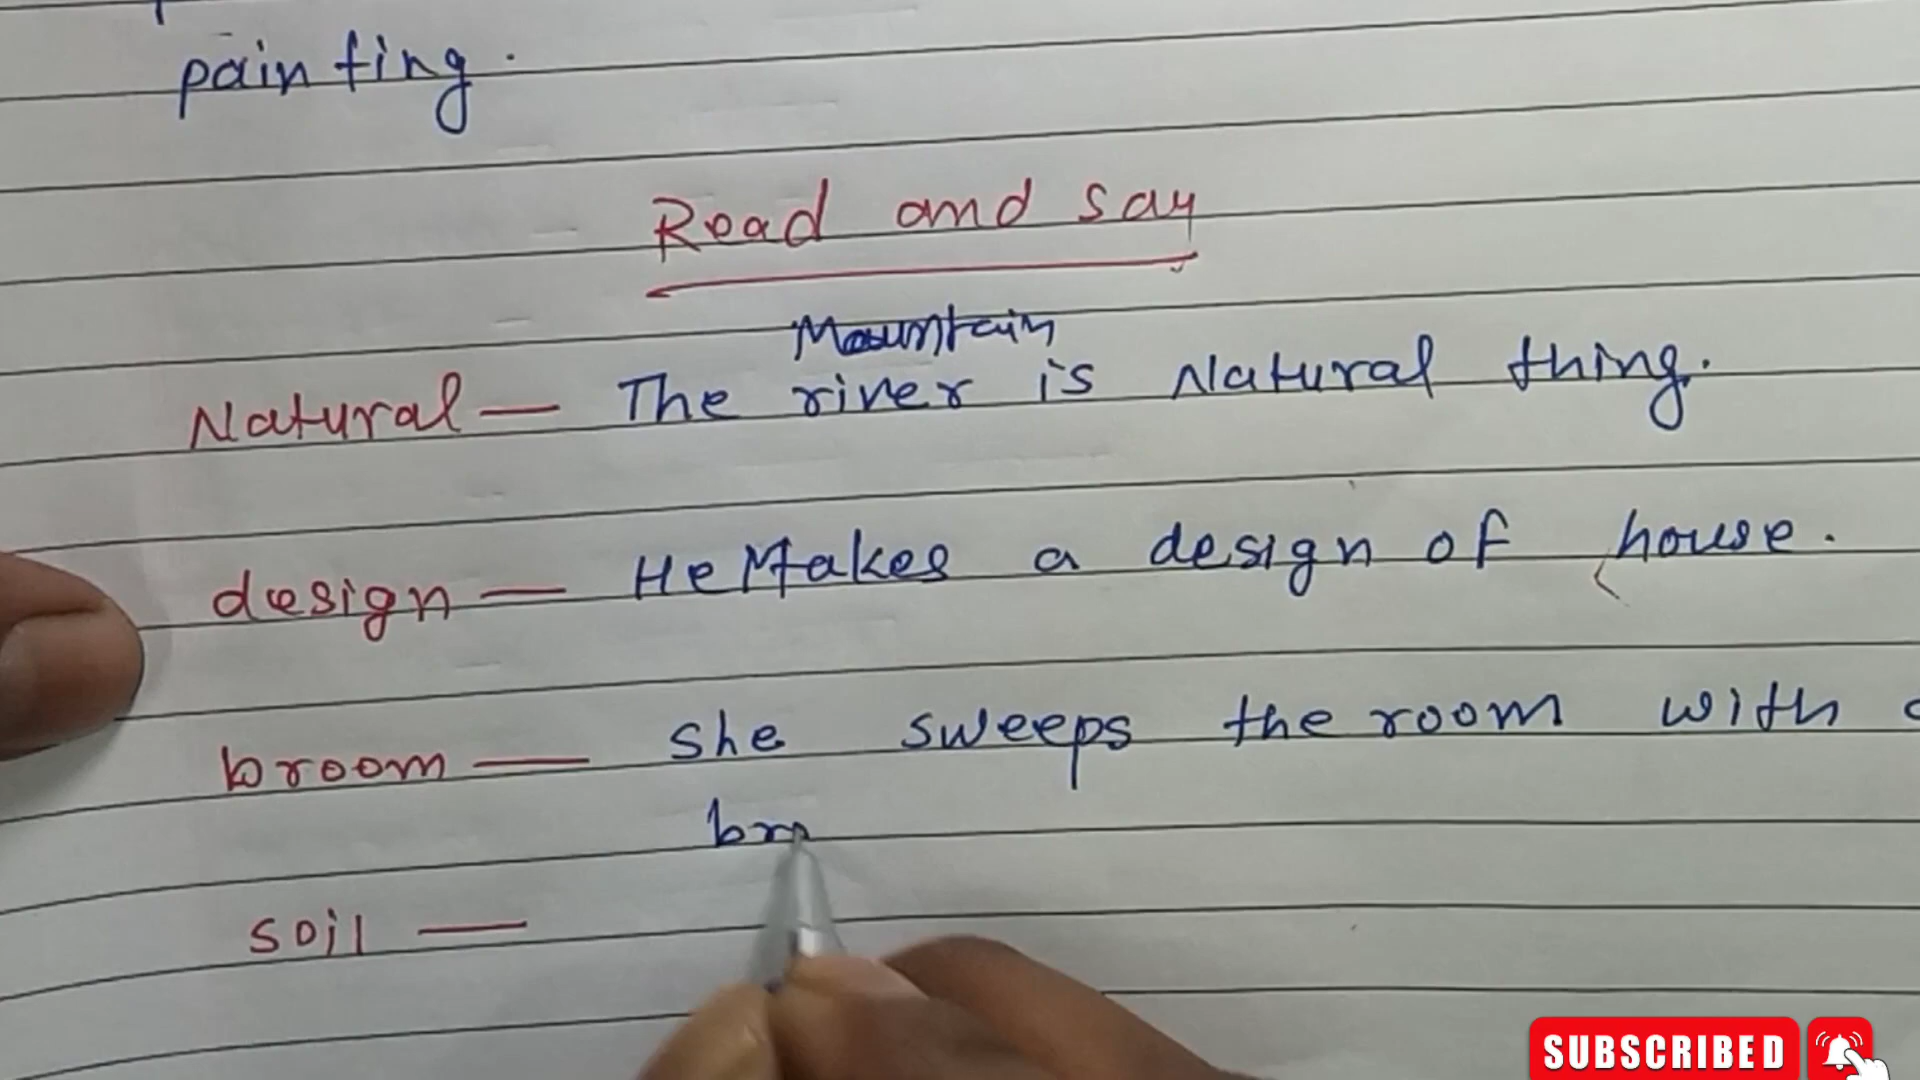 painting.
Read and say
Mountain
Natural — The river is Natural thing.
design — He Makes a design of house.
broom — She sweeps the room with
bro
soil —
SUBSCRIBED